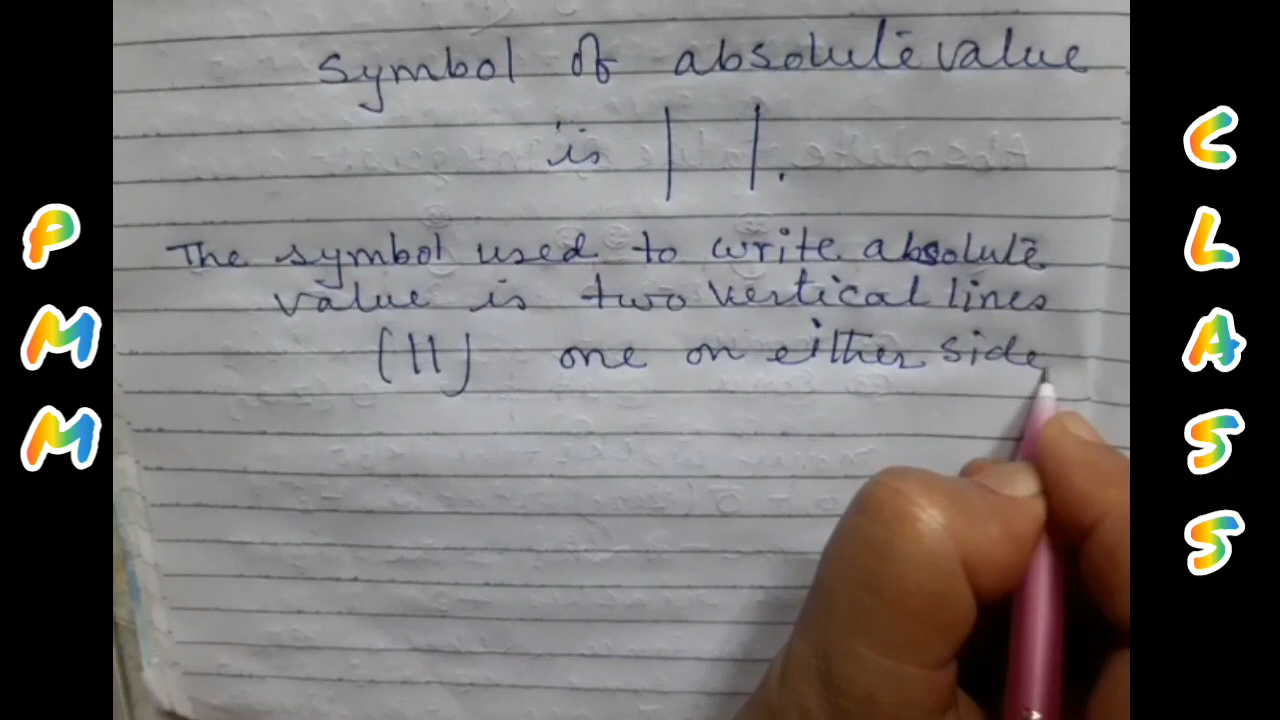 PMM
symbol of absolute value
is | |.
The symbol used to write absolute
value is two vertical lines
(||) one on either side
CLASS